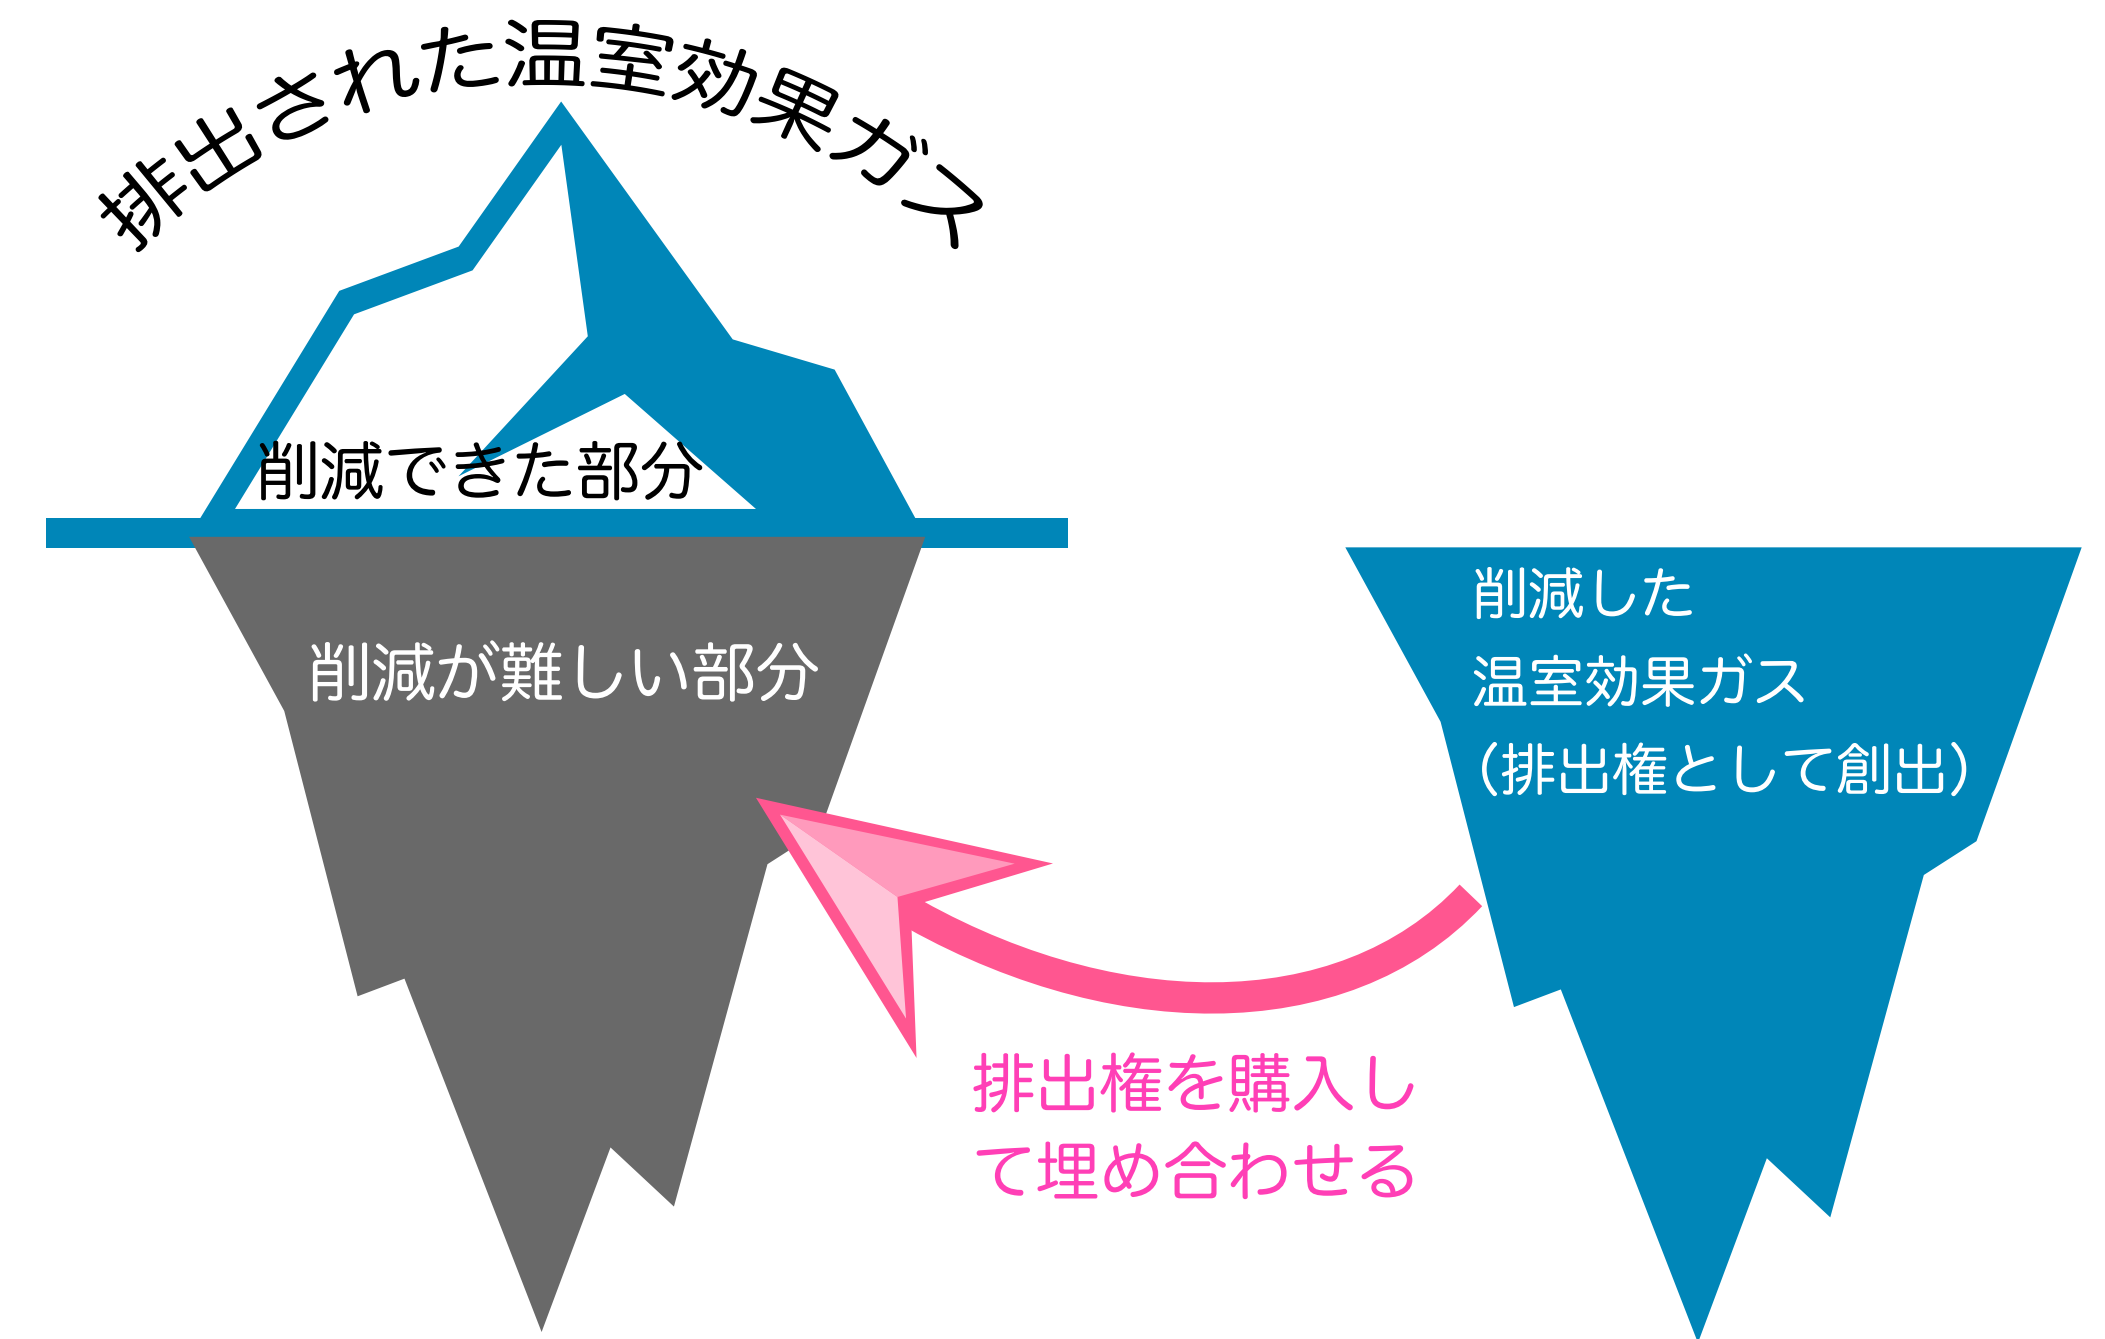 排出された温室効果ガス
削減できた部分
削減が難しい部分
削減した
温室効果ガス
（排出権として創出）
排出権を購入し
て埋め合わせる